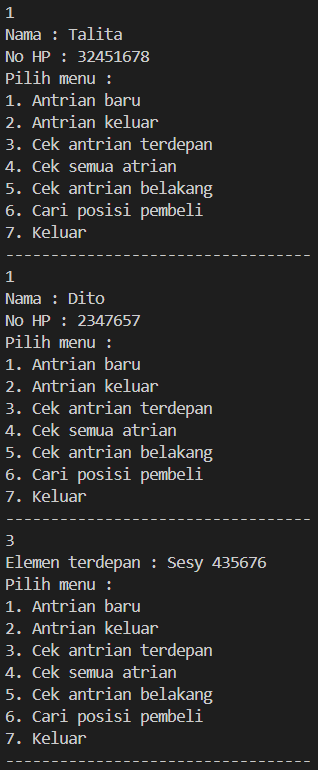 1
Nama : Talita
No HP : 32451678
Pilih menu :
1. Antrian baru
2. Antrian keluar
3. Cek antrian terdepan
4. Cek semua atrian
5. Cek antrian belakang
6. Cari posisi pembeli
7. Keluar
----------------------------------
1
Nama : Dito
No HP : 2347657
Pilih menu :
1. Antrian baru
2. Antrian keluar
3. Cek antrian terdepan
4. Cek semua atrian
5. Cek antrian belakang
6. Cari posisi pembeli
7. Keluar
----------------------------------
3
Elemen terdepan : Sesy 435676
Pilih menu :
1. Antrian baru
2. Antrian keluar
3. Cek antrian terdepan
4. Cek semua atrian
5. Cek antrian belakang
6. Cari posisi pembeli
7. Keluar
----------------------------------